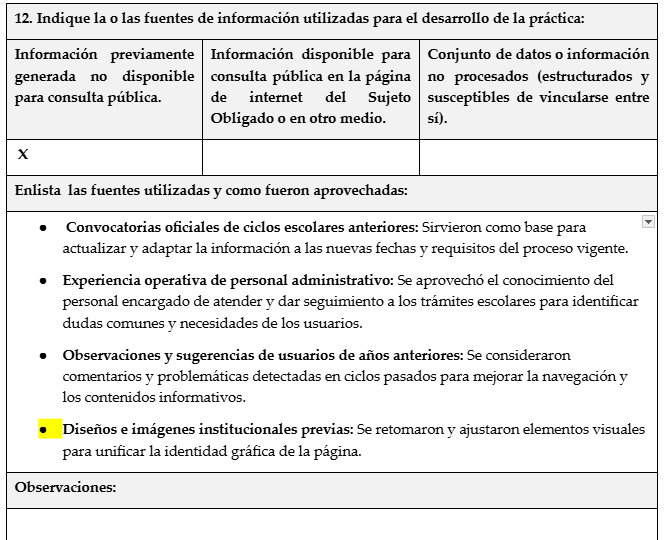 12. Indique la o las fuentes de información utilizadas para el desarrollo de la práctica:
Información previamente generada no disponible para consulta pública.
Información disponible para consulta pública en la página de internet del Sujeto Obligado o en otro medio.
Conjunto de datos o información no procesados (estructurados y susceptibles de vincularse entre sí).
X
Enlista las fuentes utilizadas y como fueron aprovechadas:
● Convocatorias oficiales de ciclos escolares anteriores: Sirvieron como base para
actualizar y adaptar la información a las nuevas fechas y requisitos del proceso vigente.
● Experiencia operativa de personal administrativo: Se aprovechó el conocimiento del
personal encargado de atender y dar seguimiento a los trámites escolares para identificar
dudas comunes y necesidades de los usuarios.
● Observaciones y sugerencias de usuarios de años anteriores: Se consideraron
comentarios y problemáticas detectadas en ciclos pasados para mejorar la navegación y
los contenidos informativos.
● Diseños e imágenes institucionales previas: Se retomaron y ajustaron elementos visuales
para unificar la identidad gráfica de la página.
Observaciones: